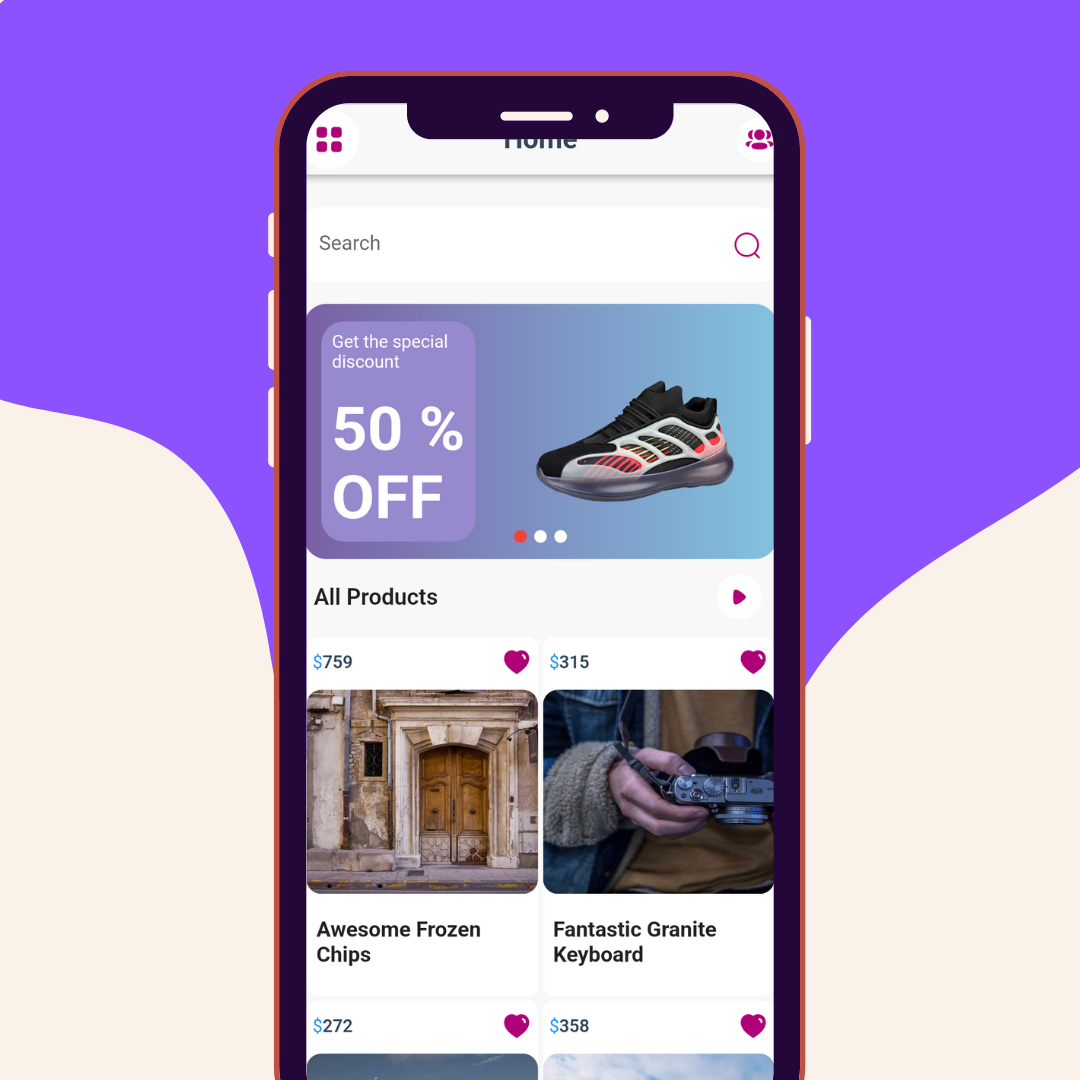 Home
Search
Get the special
discount
50 %
OFF
All Products
$759
$315
Awesome Frozen
Chips
Fantastic Granite
Keyboard
$272
$358